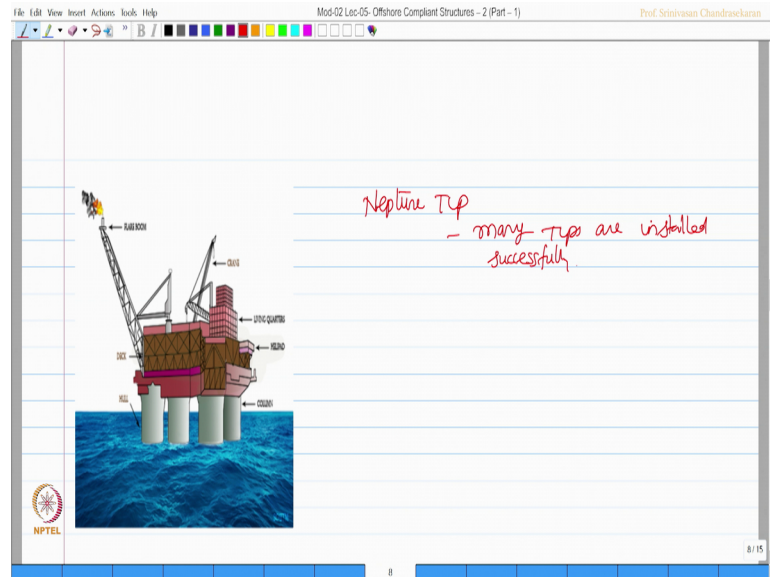 File Edit View Insert Actions Tools Help
Mod-02 Lec-05- Offshore Compliant Structures – 2 (Part – 1)
Prof. Srinivasan Chandrasekaran
» B I
Neptune TLP
– many TLPs are installed
successfully.
FLARE BOOM
CRANE
LIVING QUARTERS
HELIPAD
DECK
HULL
COLUMN
NPTEL
8 / 15
8